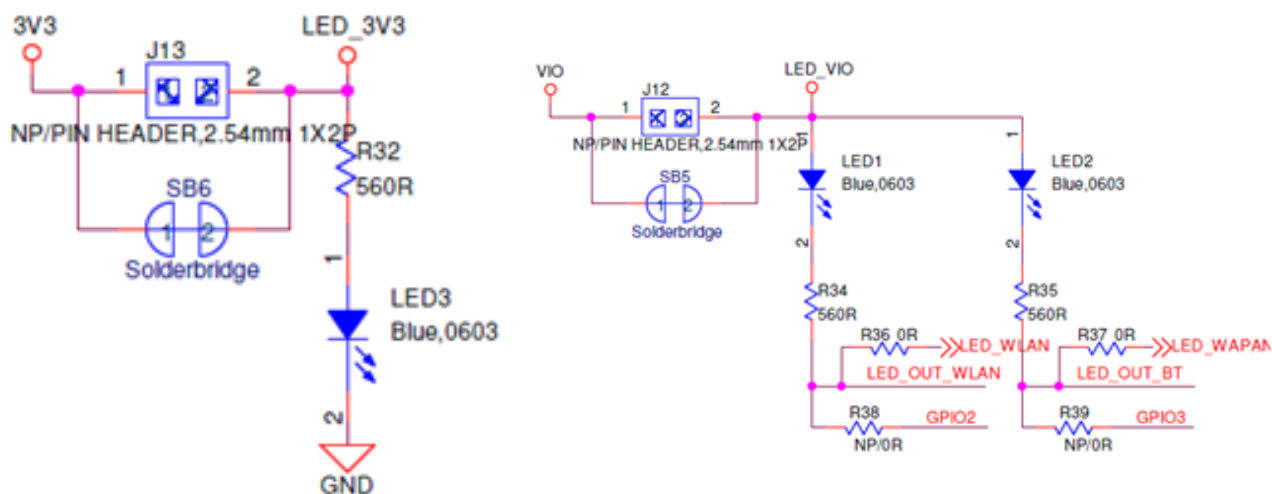 3V3
LED_3V3
J13
1
2
NP/PIN HEADER,2.54mm 1X2P
R32
560R
SB6
1
2
Solderbridge
1
LED3
Blue,0603
2
GND
VIO
LED_VIO
J12
1
2
NP/PIN HEADER,2.54mm 1X2P
SB5
1
2
Solderbridge
1
LED1
Blue,0603
2
R34
560R
R36 0R
LED_WLAN
LED_OUT_WLAN
R38
GPIO2
NP/0R
1
LED2
Blue,0603
2
R35
560R
R37 0R
LED_WAPAN
LED_OUT_BT
R39
GPIO3
NP/0R